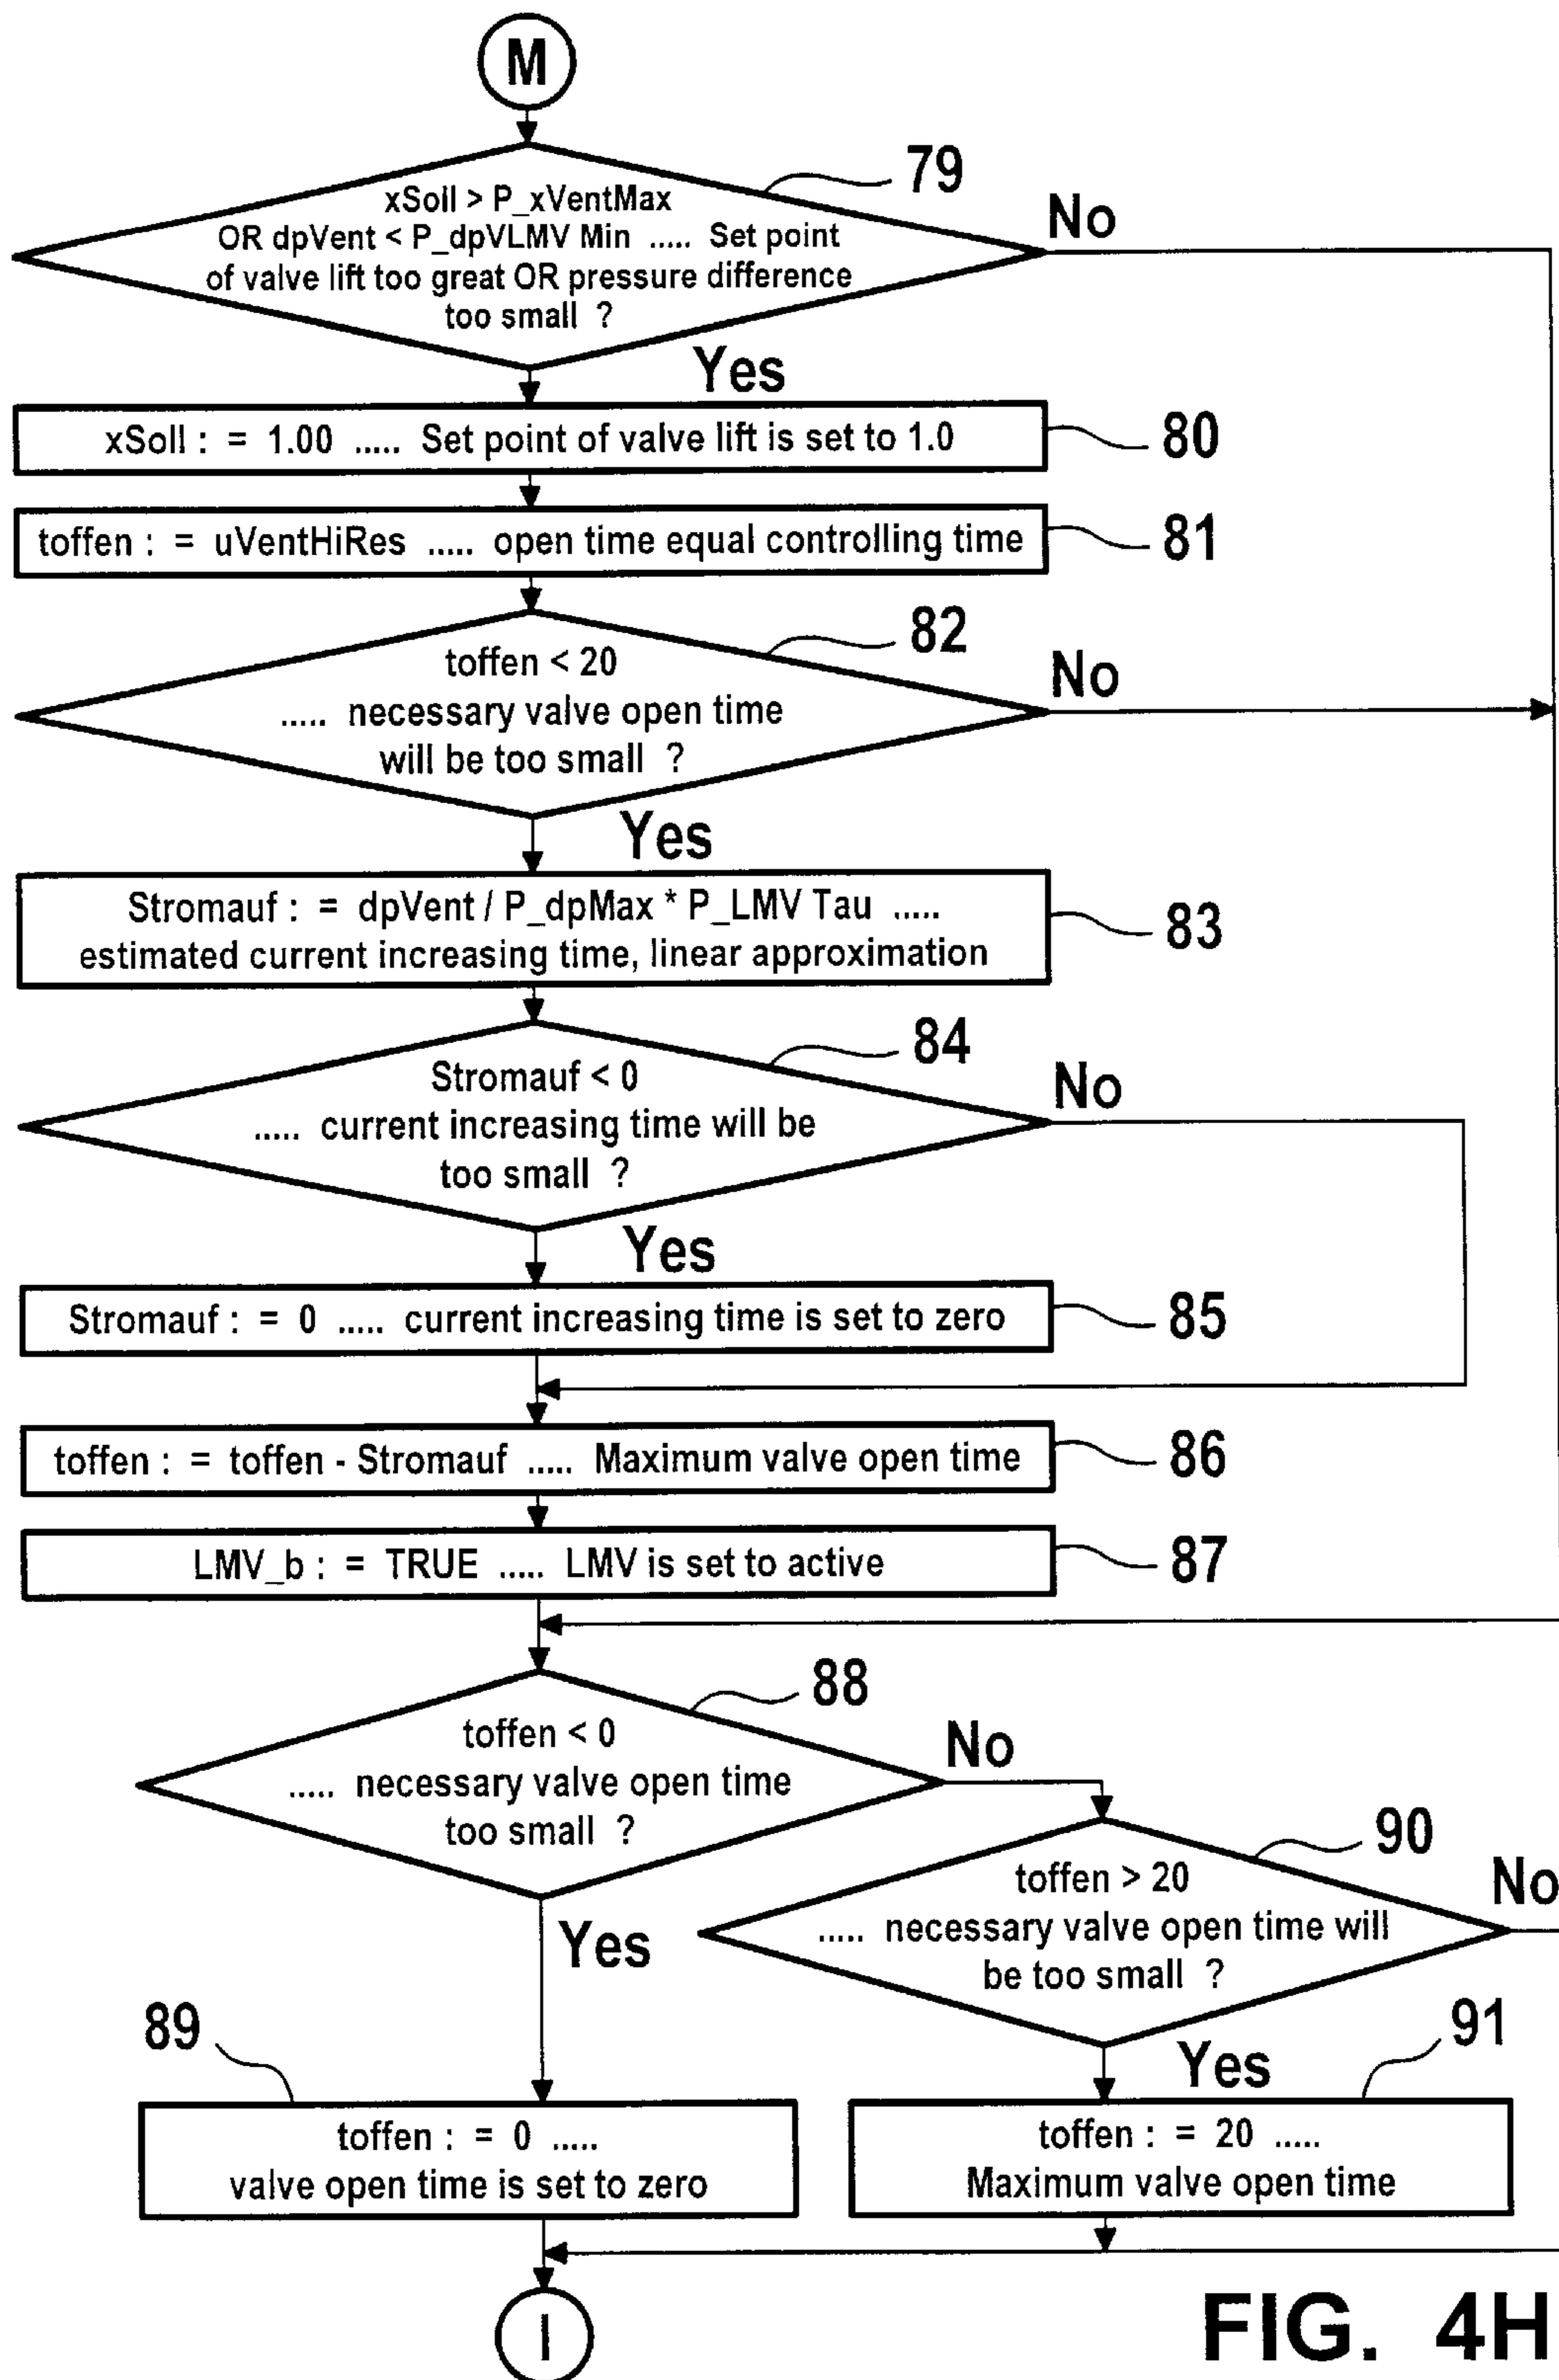 M
79
xSoll > P_xVentMax
OR dpVent < P_dpVLMV Min ..... Set point
of valve lift too great OR pressure difference
too small ?
No
Yes
xSoll : = 1.00 ..... Set point of valve lift is set to 1.0
80
toffen : = uVentHiRes ..... open time equal controlling time
81
82
toffen < 20
..... necessary valve open time
will be too small ?
No
Yes
Stromauf : = dpVent / P_dpMax * P_LMV Tau .....
estimated current increasing time, linear approximation
83
84
Stromauf < 0
..... current increasing time will be
too small ?
No
Yes
Stromauf : = 0 ..... current increasing time is set to zero
85
toffen : = toffen - Stromauf ..... Maximum valve open time
86
LMV_b : = TRUE ..... LMV is set to active
87
88
toffen < 0
..... necessary valve open time
too small ?
No
Yes
90
toffen > 20
..... necessary valve open time will
be too small ?
No
Yes
89
toffen : = 0 .....
valve open time is set to zero
91
toffen : = 20 .....
Maximum valve open time
I
FIG. 4H